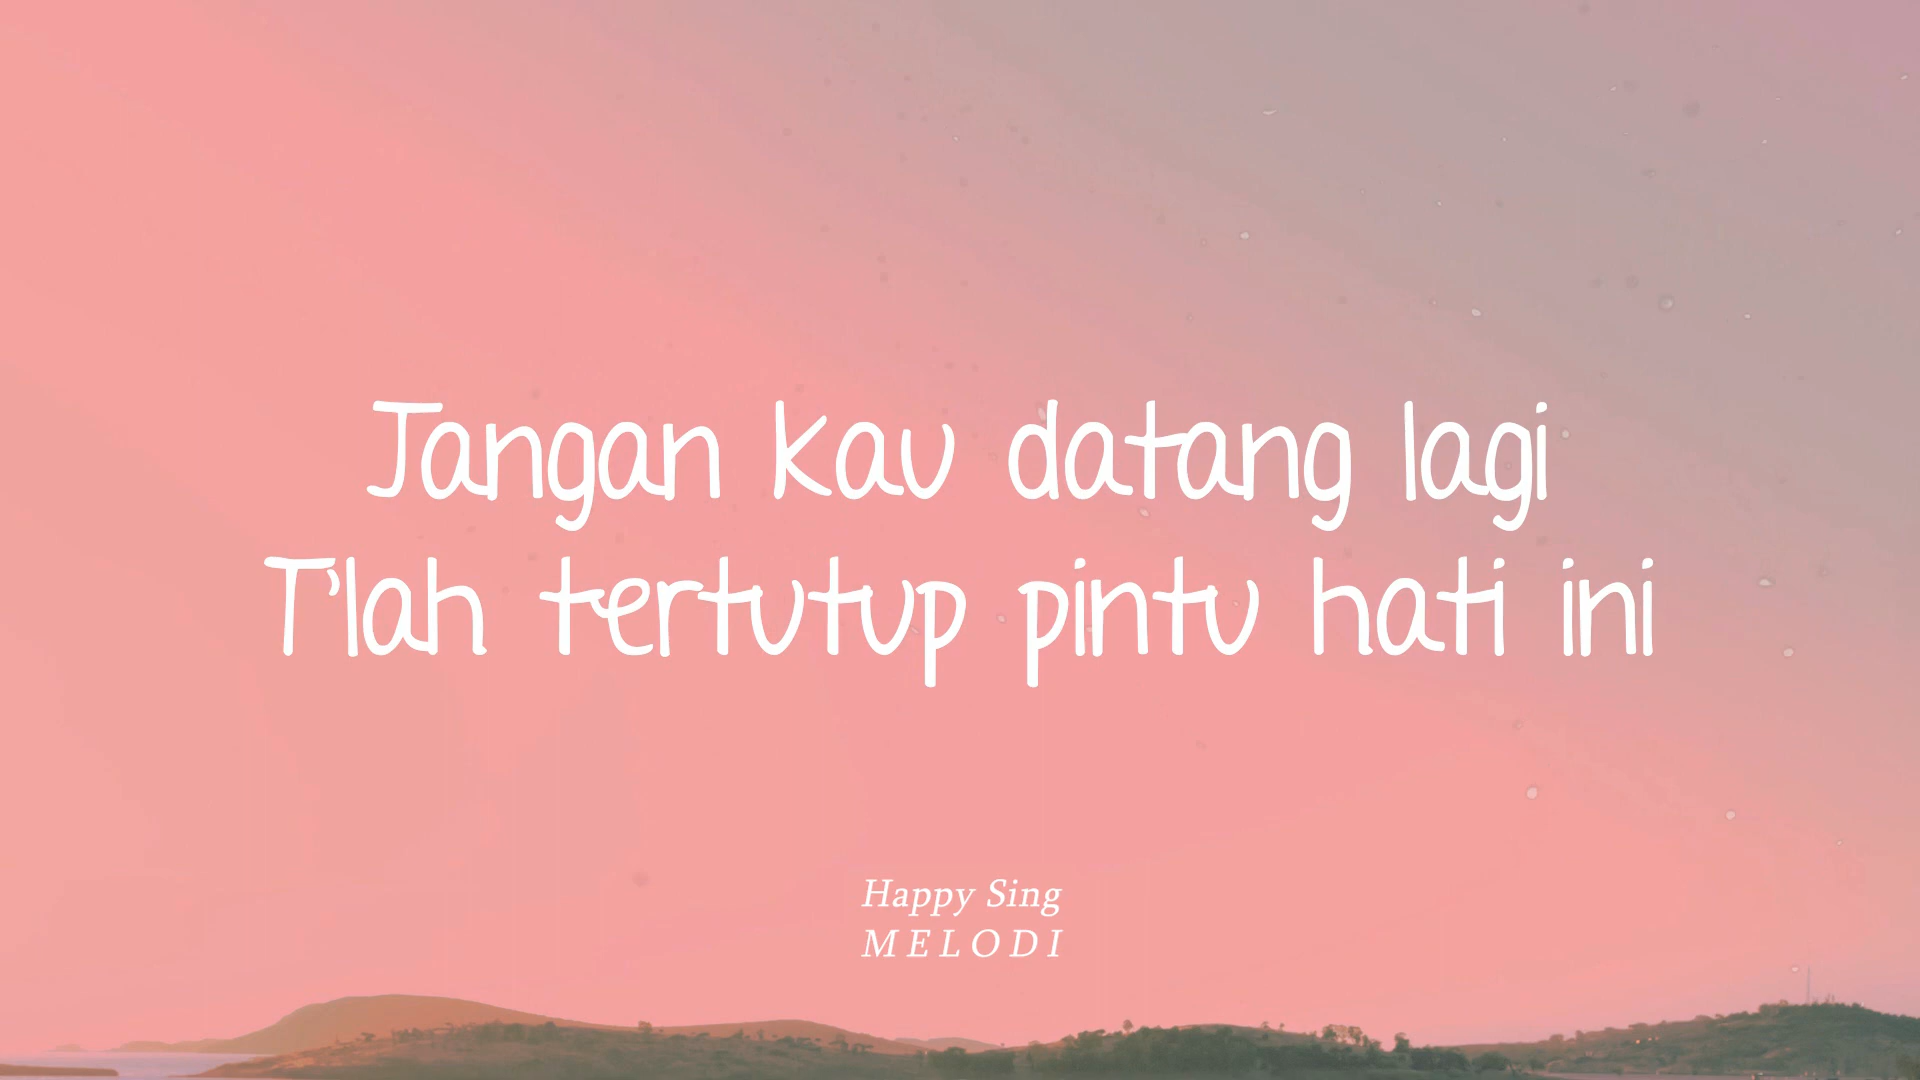 Jangan kau datang lagi
T'lah tertutup pintu hati ini
Happy Sing
MELODI